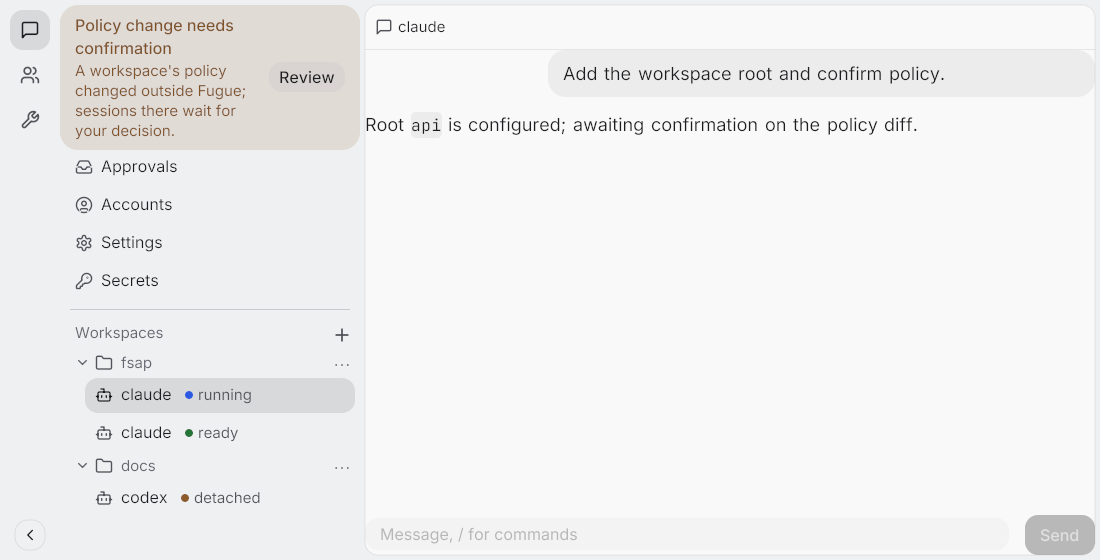 Policy change needs
confirmation
A workspace's policy
changed outside Fugue;
sessions there wait for
your decision.
Review
Approvals
Accounts
Settings
Secrets
Workspaces
fsap
claude running
claude ready
docs
codex detached
claude
Add the workspace root and confirm policy.
Root api is configured; awaiting confirmation on the policy diff.
Message, / for commands
Send